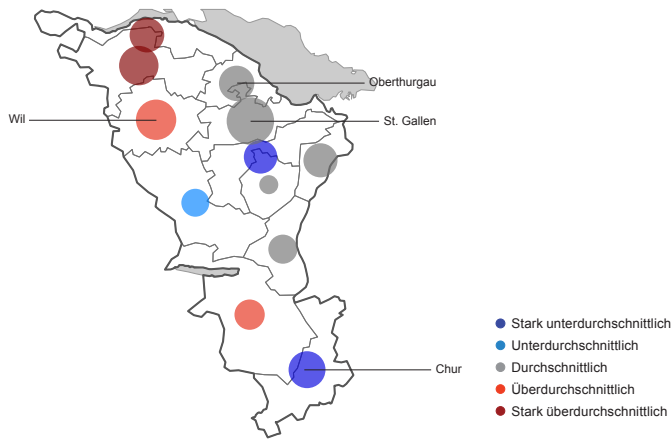 Oberthurgau
Wil
St. Gallen
Chur
Stark unterdurchschnittlich
Unterdurchschnittlich
Durchschnittlich
Überdurchschnittlich
Stark überdurchschnittlich